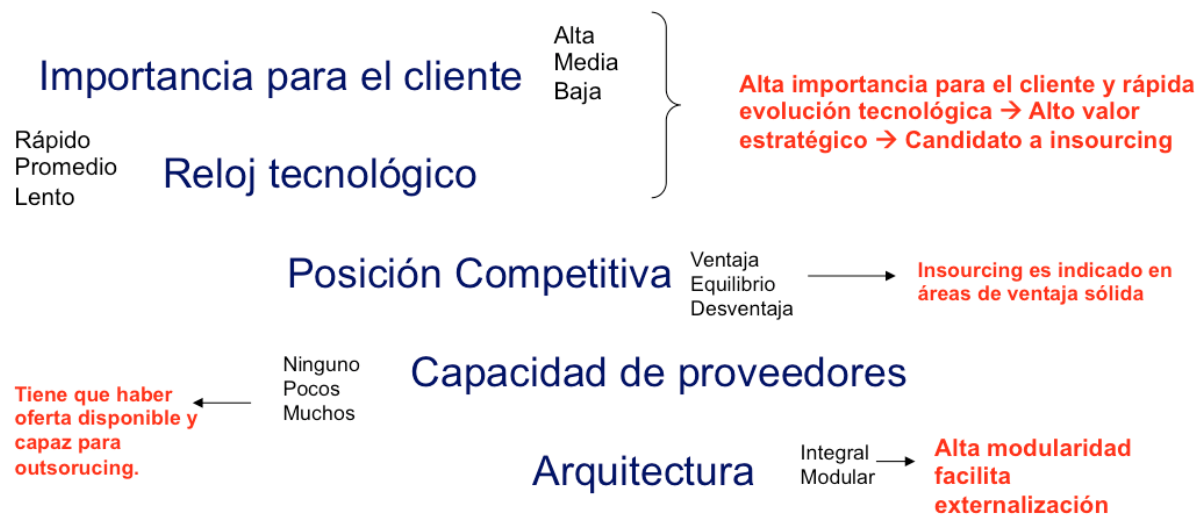 Importancia para el cliente
Alta
Media
Baja
Alta importancia para el cliente y rápida
evolución tecnológica → Alto valor
estratégico → Candidato a insourcing
Rápido
Promedio
Lento
Reloj tecnológico
Posición Competitiva
Ventaja
Equilibrio
Desventaja
Insourcing es indicado en
áreas de ventaja sólida
Ninguno
Pocos
Muchos
Capacidad de proveedores
Tiene que haber
oferta disponible y
capaz para
outsorucing.
Arquitectura
Integral
Modular
Alta modularidad
facilita
externalización